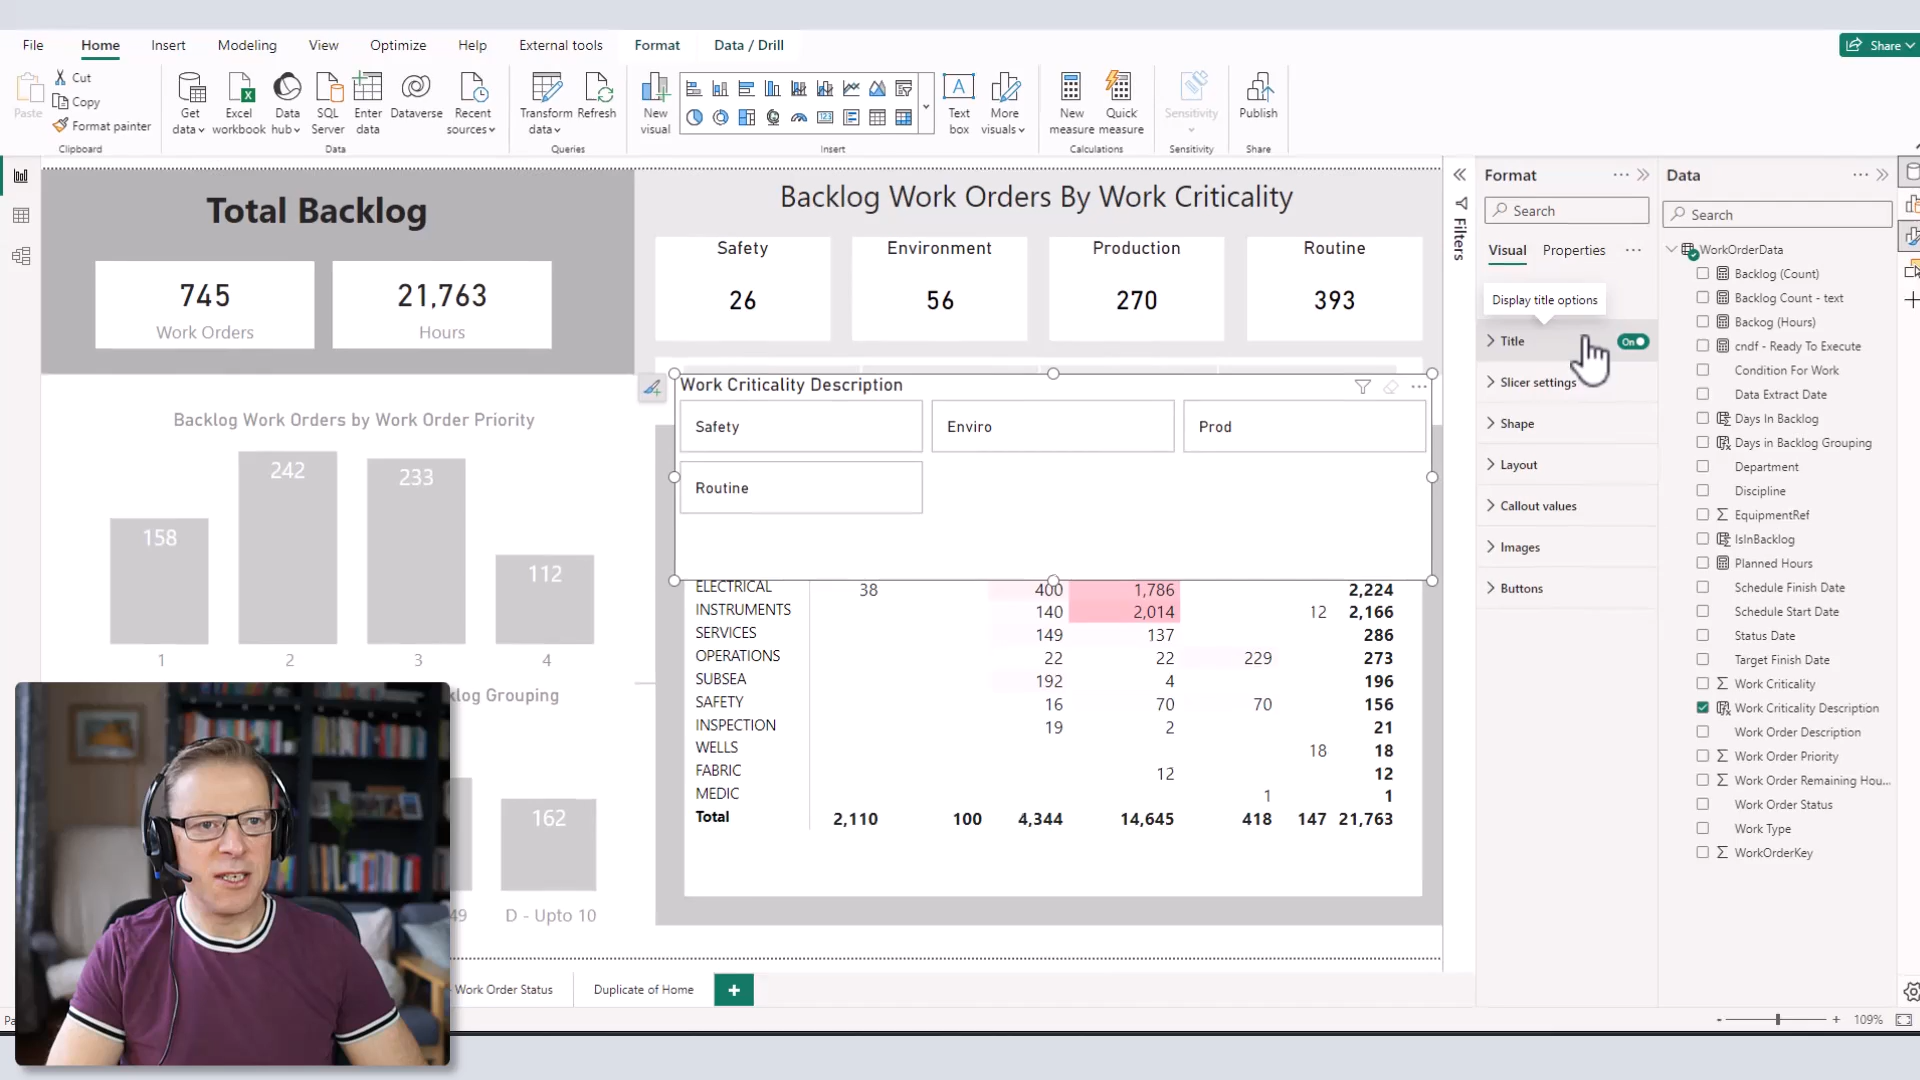 File Home Insert Modeling View Optimize Help External tools Format Data / Drill Share
Paste Cut
Copy
Format painter
Get data Excel workbook Data hub SQL Server Enter data Dataverse Recent sources
Transform data Refresh New visual Text box More visuals New measure Quick measure Sensitivity Publish
Clipboard Data Queries Insert Calculations Sensitivity Share
Total Backlog
745
Work Orders
21,763
Hours
Backlog Work Orders By Work Criticality
Safety
26
Environment
56
Production
270
Routine
393
Backlog Work Orders by Work Order Priority
242
233
158
112
1 2 3 4
klog Grouping
162
49 D - Upto 10
Work Criticality Description
Safety
Enviro
Prod
Routine
ELECTRICAL 38 400 1,786 2,224
INSTRUMENTS 140 2,014 12 2,166
SERVICES 149 137 286
OPERATIONS 22 22 229 273
SUBSEA 192 4 196
SAFETY 16 70 70 156
INSPECTION 19 2 21
WELLS 18 18
FABRIC 12 12
MEDIC 1 1
Total 2,110 100 4,344 14,645 418 147 21,763
Filters
Format
Search
Visual Properties
Display title options
Title On
Slicer settings
Shape
Layout
Callout values
Images
Buttons
Data
Search
WorkOrderData
Backlog (Count)
Backlog Count - text
Backog (Hours)
cndf - Ready To Execute
Condition For Work
Data Extract Date
Days In Backlog
Days in Backlog Grouping
Department
Discipline
EquipmentRef
IsInBacklog
Planned Hours
Schedule Finish Date
Schedule Start Date
Status Date
Target Finish Date
Work Criticality
Work Criticality Description
Work Order Description
Work Order Priority
Work Order Remaining Hou...
Work Order Status
Work Type
WorkOrderKey
Work Order Status Duplicate of Home +
Pa
- + 109%